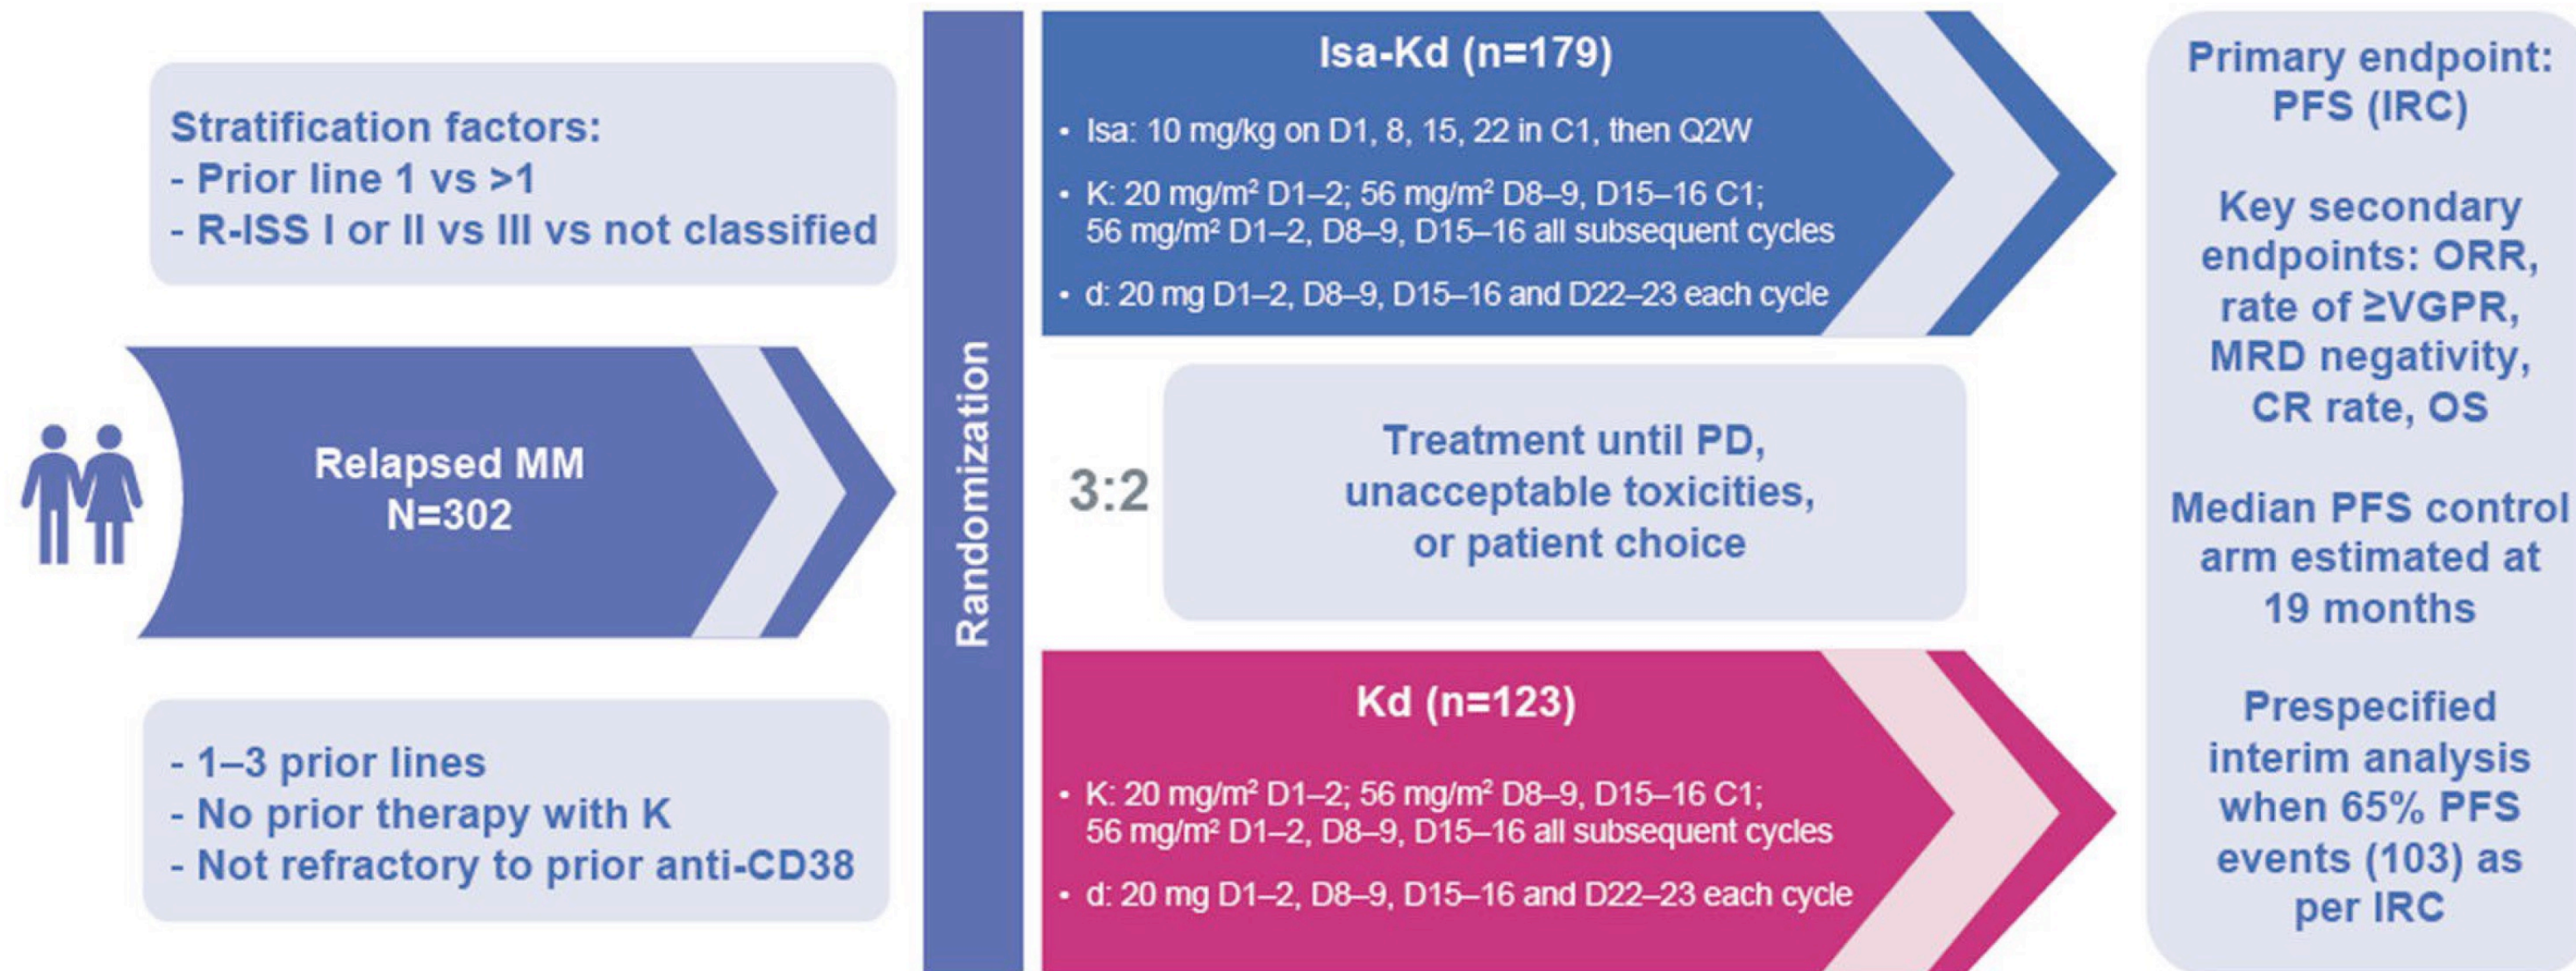 Stratification factors:
- Prior line 1 vs >1
- R-ISS I or II vs III vs not classified
Relapsed MM
N=302
- 1–3 prior lines
- No prior therapy with K
- Not refractory to prior anti-CD38
Randomization
Isa-Kd (n=179)
• Isa: 10 mg/kg on D1, 8, 15, 22 in C1, then Q2W
• K: 20 mg/m² D1–2; 56 mg/m² D8–9, D15–16 C1;
56 mg/m² D1–2, D8–9, D15–16 all subsequent cycles
• d: 20 mg D1–2, D8–9, D15–16 and D22–23 each cycle
3:2
Treatment until PD,
unacceptable toxicities,
or patient choice
Kd (n=123)
• K: 20 mg/m² D1–2; 56 mg/m² D8–9, D15–16 C1;
56 mg/m² D1–2, D8–9, D15–16 all subsequent cycles
• d: 20 mg D1–2, D8–9, D15–16 and D22–23 each cycle
Primary endpoint:
PFS (IRC)
Key secondary
endpoints: ORR,
rate of ≥VGPR,
MRD negativity,
CR rate, OS
Median PFS control
arm estimated at
19 months
Prespecified
interim analysis
when 65% PFS
events (103) as
per IRC